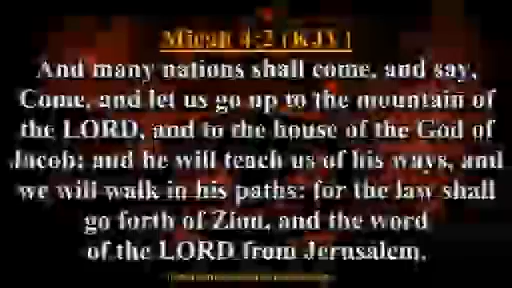 Micah 4:2 (KJV)
And many nations shall come, and say,
Come, and let us go up to the mountain of
the LORD, and to the house of the God of
Jacob; and he will teach us of his ways, and
we will walk in his paths: for the law shall
go forth of Zion, and the word
of the LORD from Jerusalem.